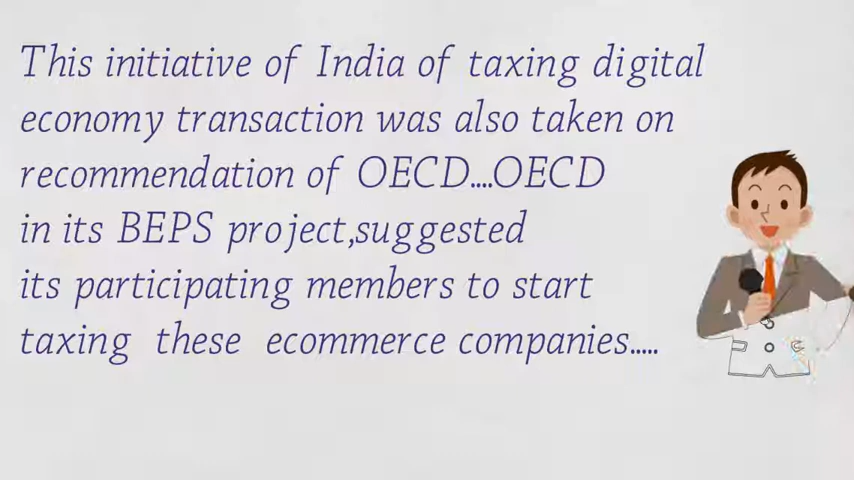 This initiative of India of taxing digital
economy transaction was also taken on
recommendation of OECD....OECD
in its BEPS project,suggested
its participating members to start
taxing these ecommerce companies.....